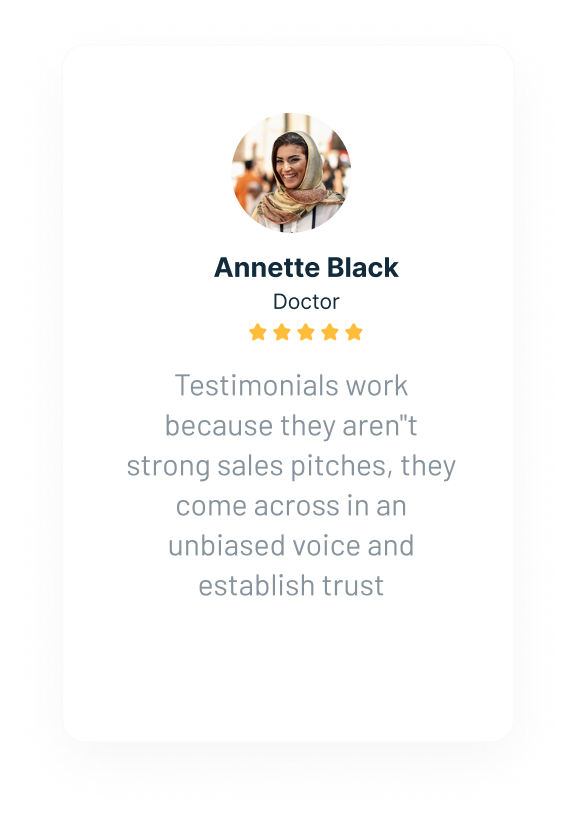 Annette Black
Doctor
Testimonials work
because they aren"t
strong sales pitches, they
come across in an
unbiased voice and
establish trust